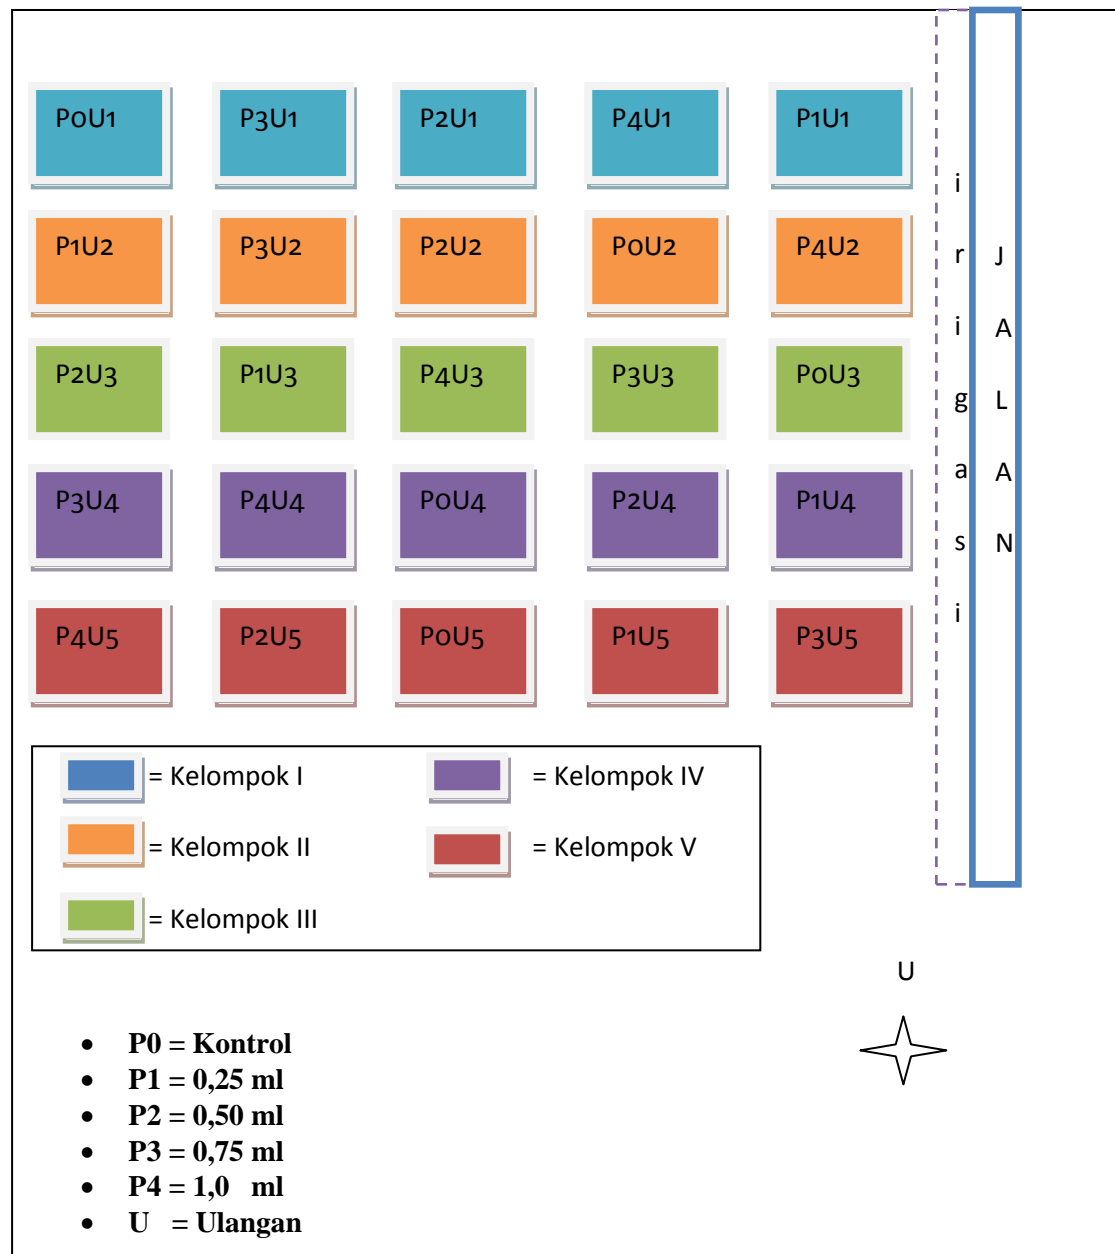 P0U1 P3U1 P2U1 P4U1 P1U1
P1U2 P3U2 P2U2 P0U2 P4U2
P2U3 P1U3 P4U3 P3U3 P0U3
P3U4 P4U4 P0U4 P2U4 P1U4
P4U5 P2U5 P0U5 P1U5 P3U5
irigasi
JALAN
= Kelompok I
= Kelompok II
= Kelompok III
= Kelompok IV
= Kelompok V
U
• P0 = Kontrol
• P1 = 0,25 ml
• P2 = 0,50 ml
• P3 = 0,75 ml
• P4 = 1,0 ml
• U = Ulangan